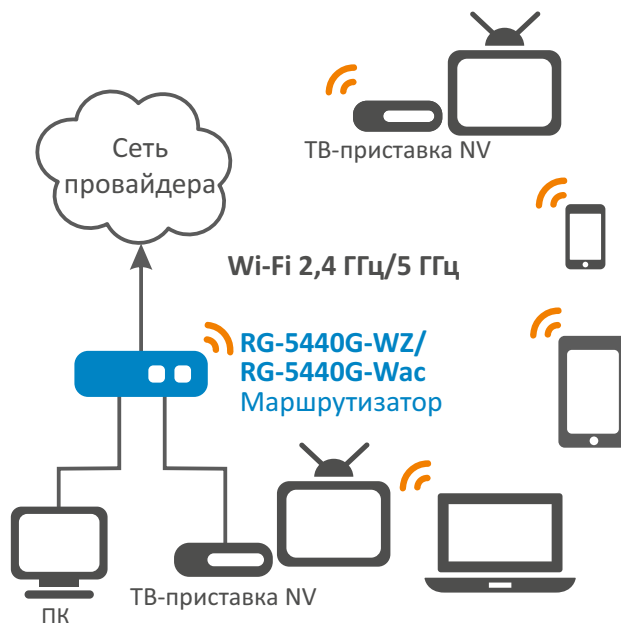 Сеть
провайдера
ТВ-приставка NV
Wi-Fi 2,4 ГГц/5 ГГц
RG-5440G-WZ/
RG-5440G-Wac
Маршрутизатор
ТВ-приставка NV
ПК